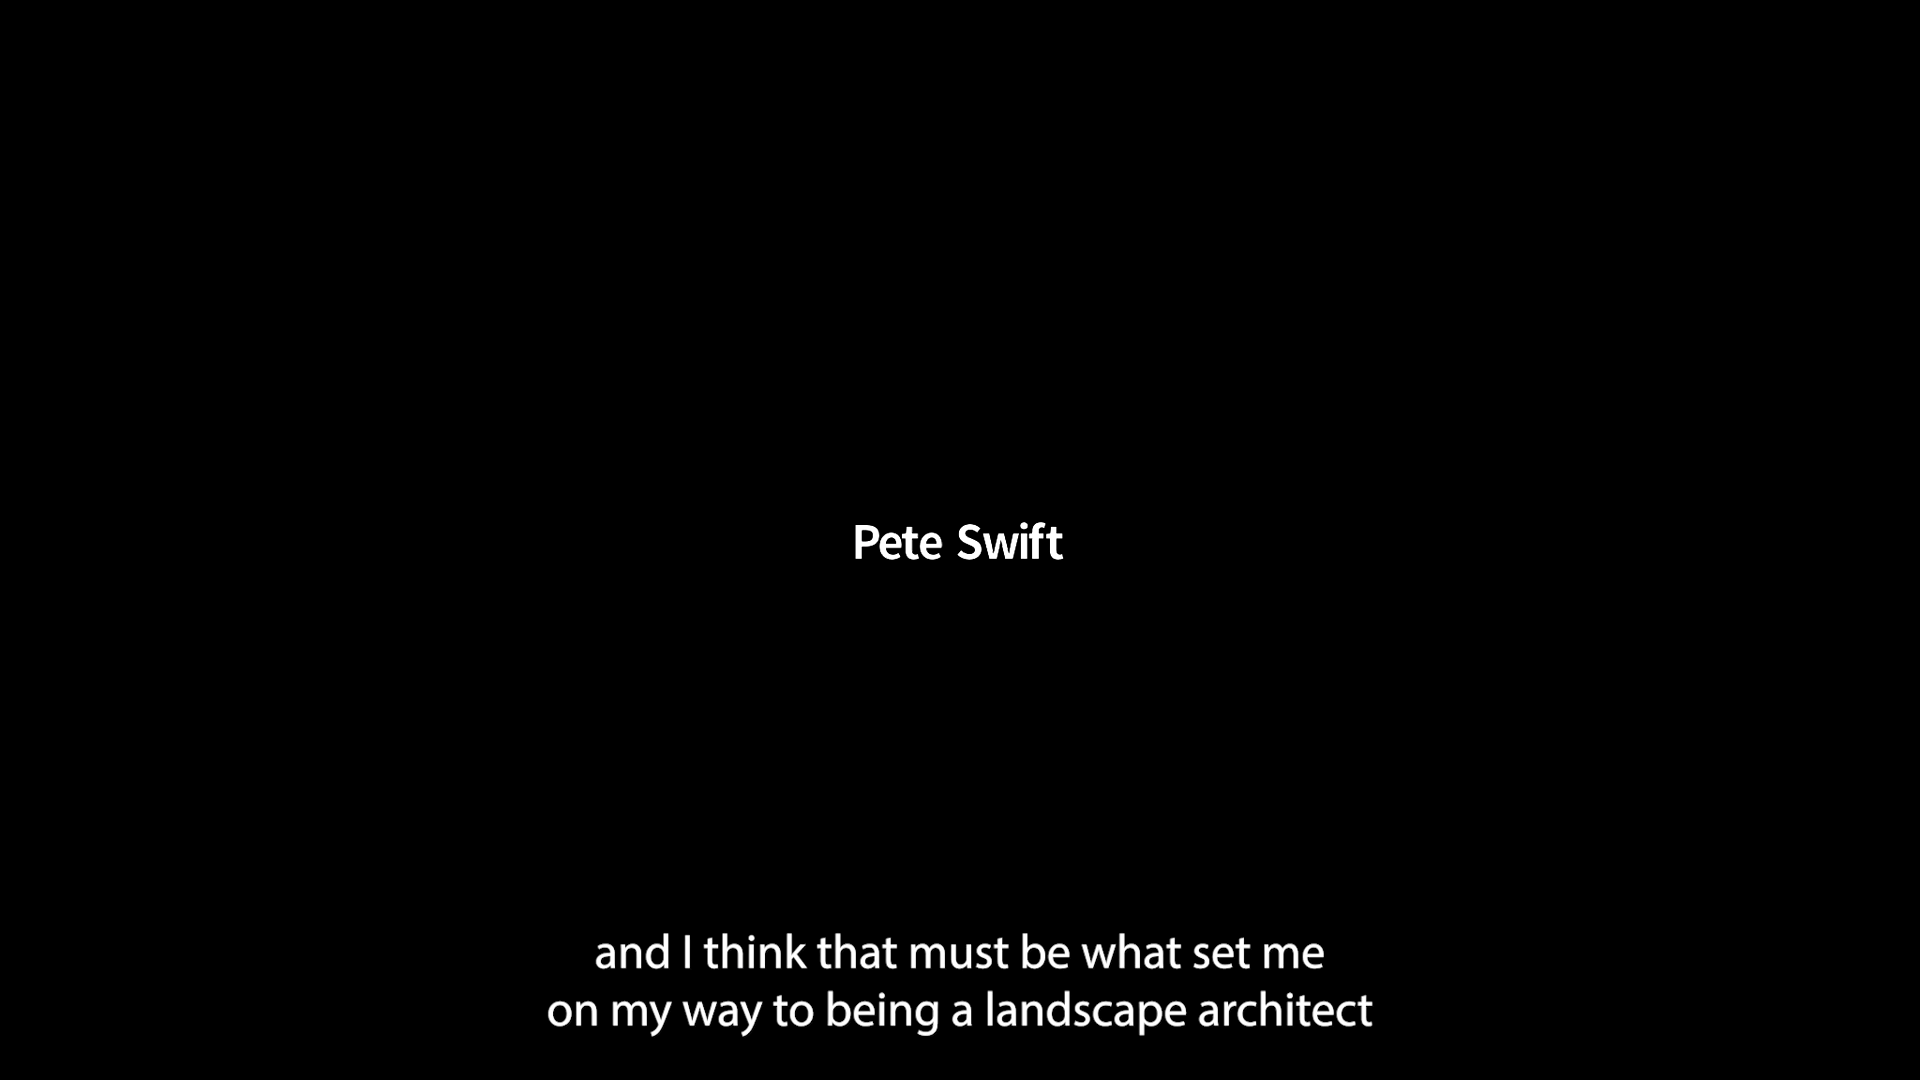 Pete Swift
and I think that must be what set me
on my way to being a landscape architect